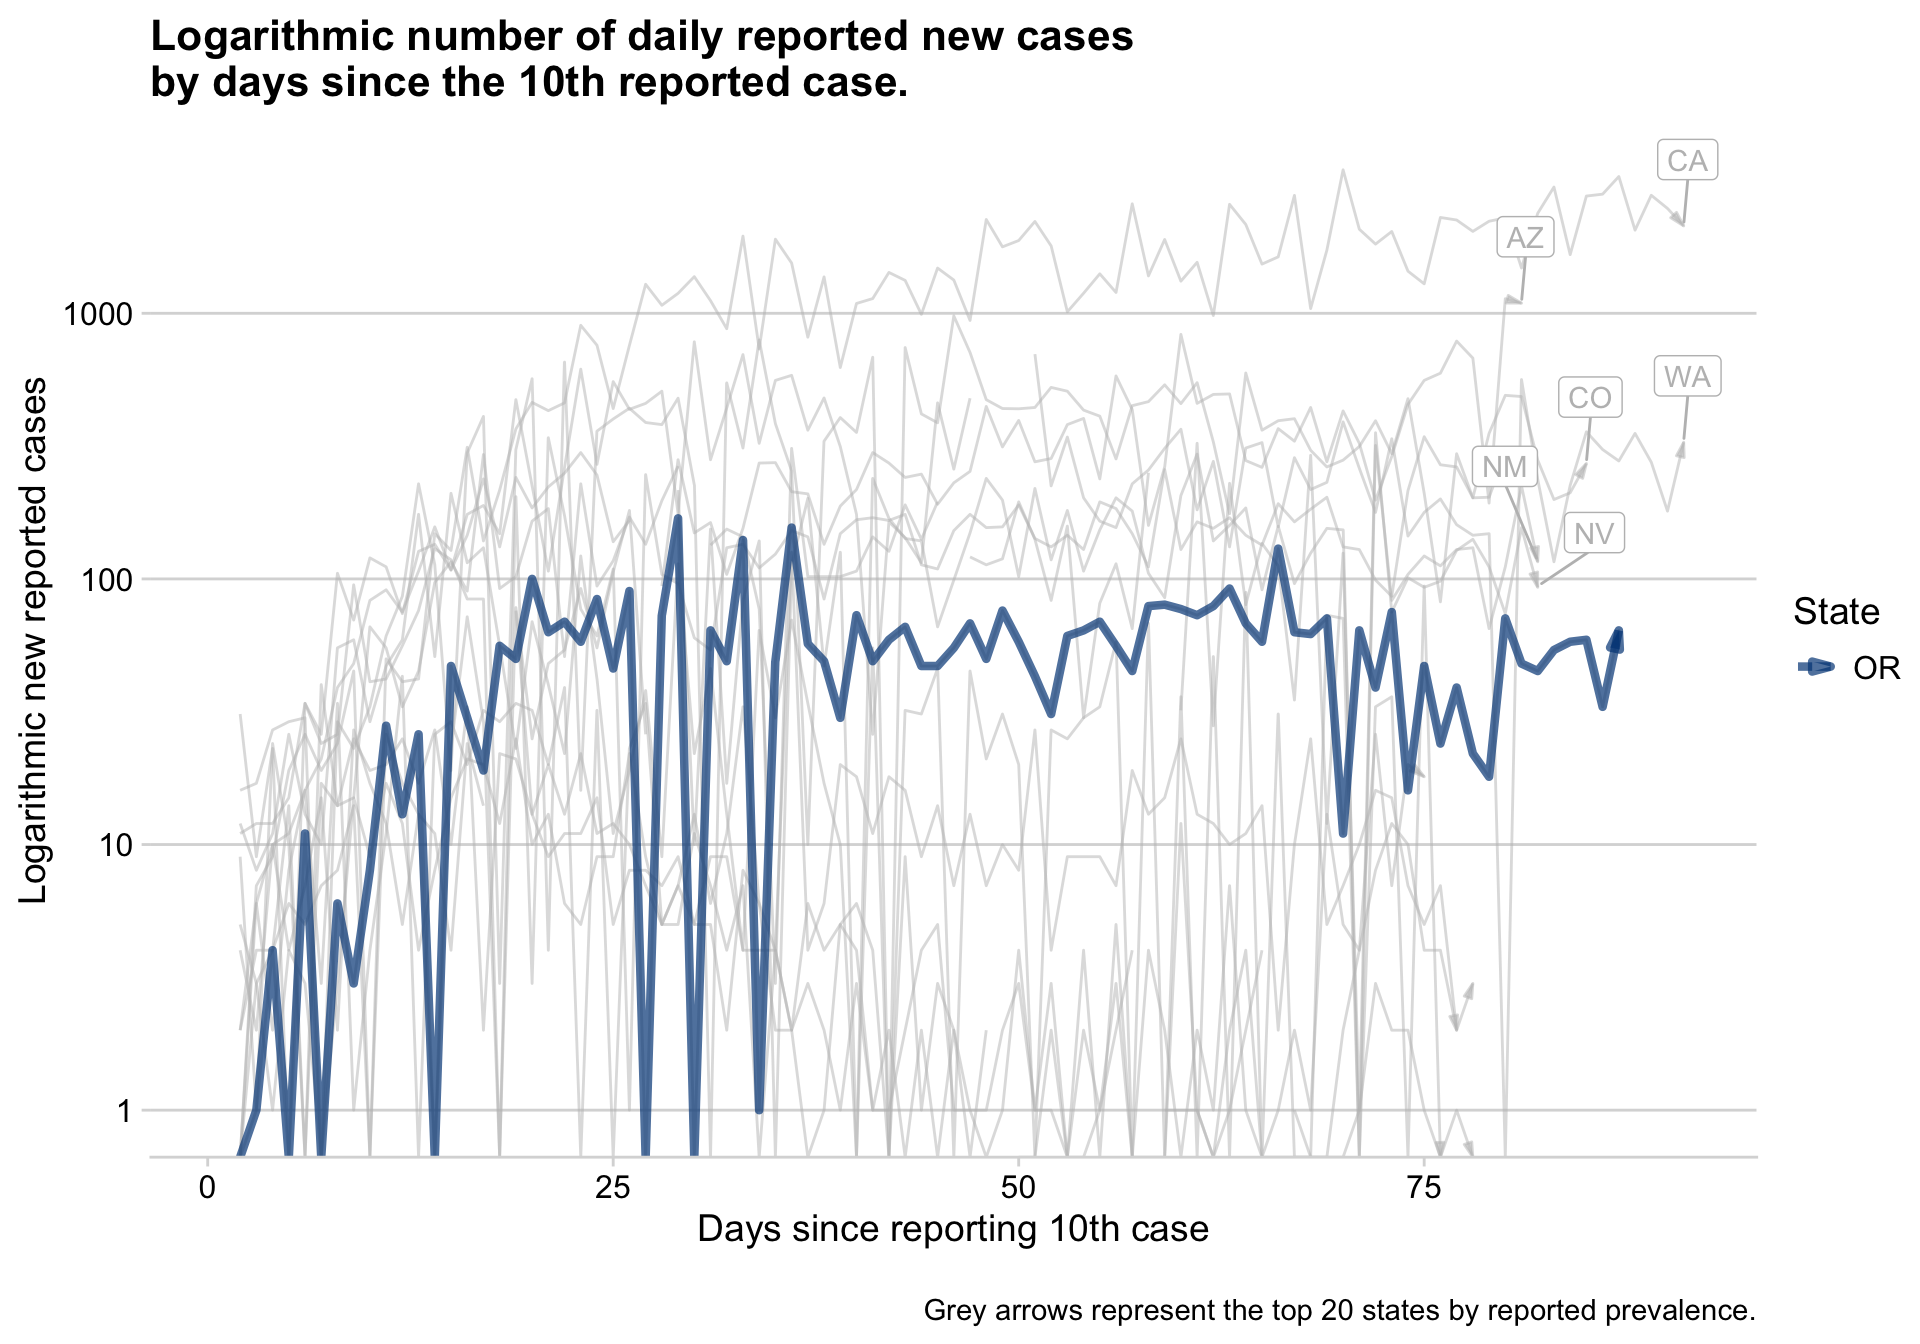 Logarithmic number of daily reported new cases
by days since the 10th reported case.
Logarithmic new reported cases
1000
100
10
1
CA
AZ
WA
CO
NM
NV
State
OR
0
25
50
75
Days since reporting 10th case
Grey arrows represent the top 20 states by reported prevalence.